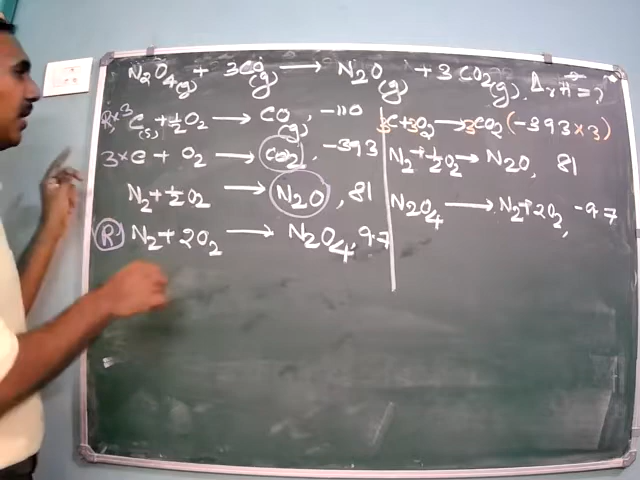 N₂O₄(g) + 3CO(g) → N₂O(g) + 3CO₂(g), ΔrH° = ?
R, ×3 C(s) + ½O₂ → CO(g), -110
3×C + O₂ → CO₂, -393
N₂ + ½O₂ → N₂O, 81
R N₂ + 2O₂ → N₂O₄, 9.7
3C + 3O₂ → 3CO₂ (-393 × 3)
N₂ + ½O₂ → N₂O, 81
N₂O₄ → N₂ + 2O₂, -9.7